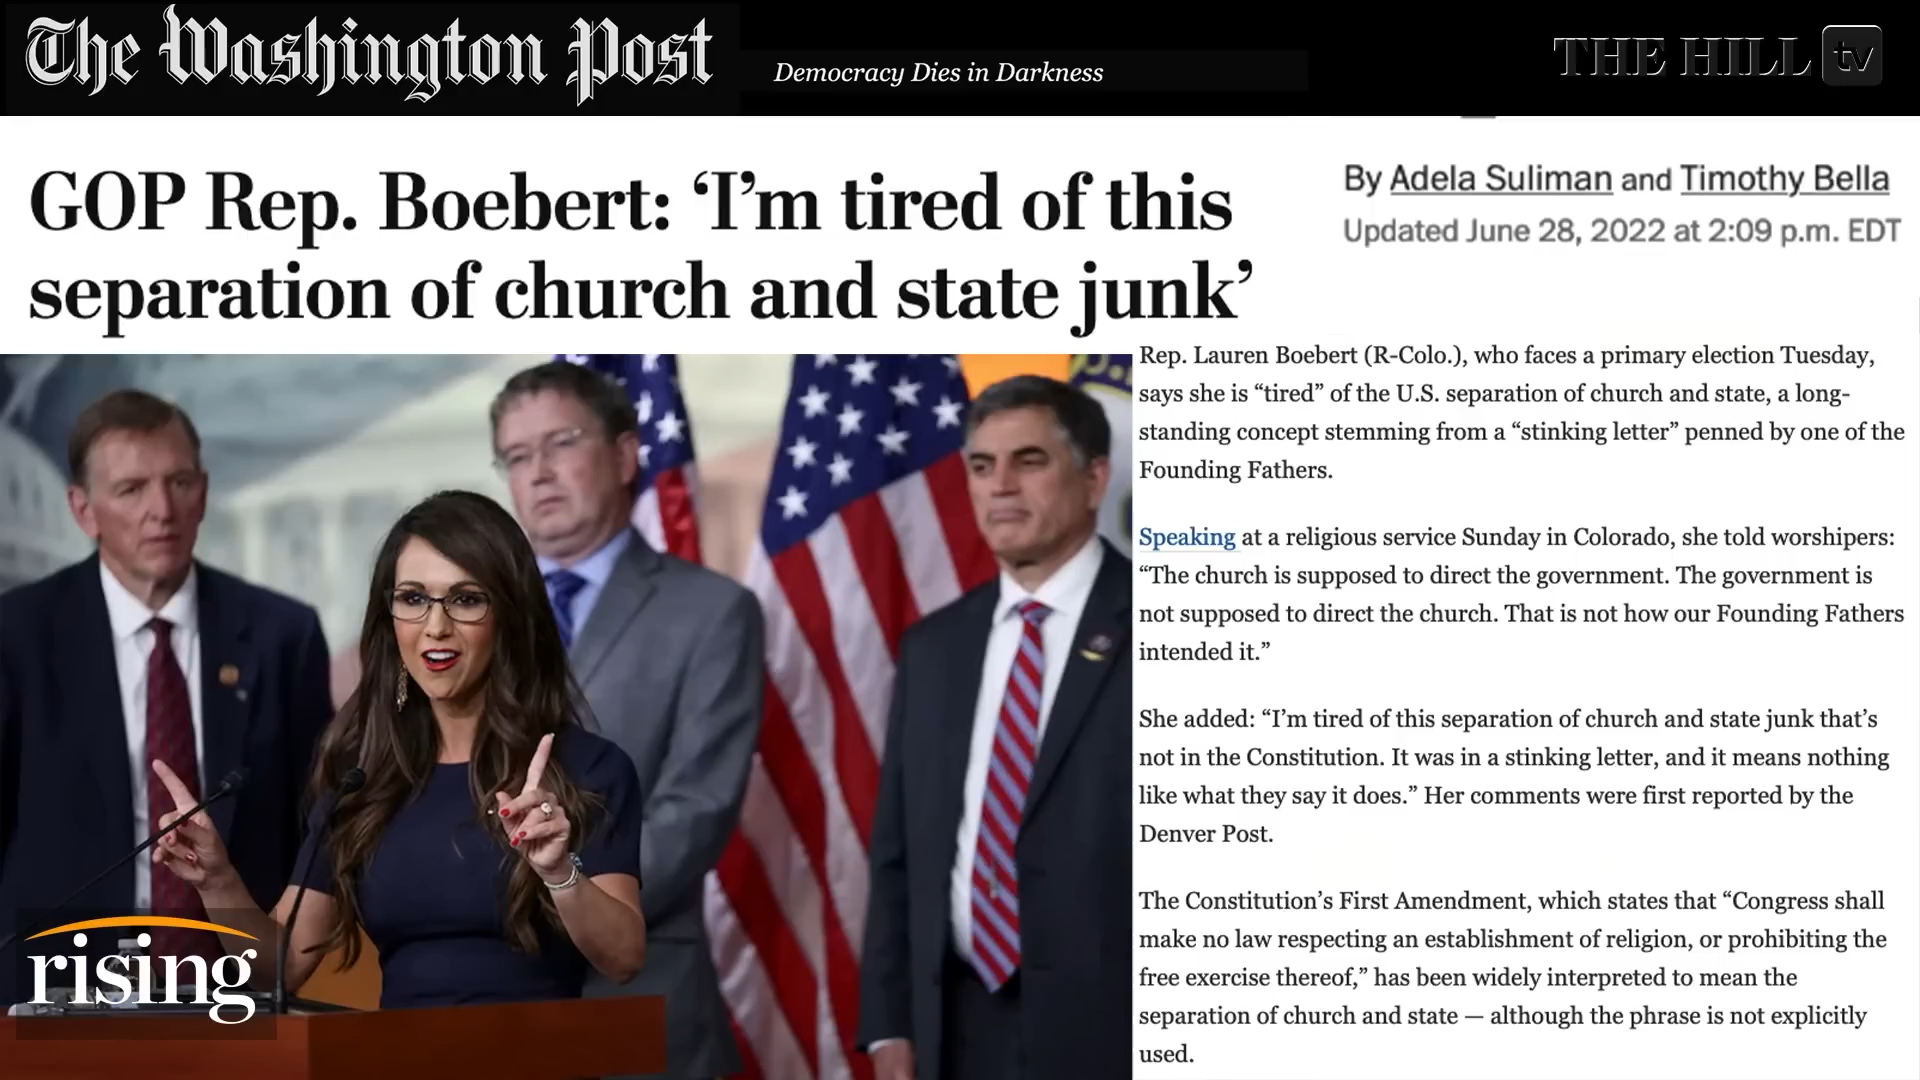 The Washington Post
Democracy Dies in Darkness
THE HILL tv
GOP Rep. Boebert: ‘I’m tired of this
separation of church and state junk’
By Adela Suliman and Timothy Bella
Updated June 28, 2022 at 2:09 p.m. EDT
Rep. Lauren Boebert (R-Colo.), who faces a primary election Tuesday,
says she is “tired” of the U.S. separation of church and state, a long-
standing concept stemming from a “stinking letter” penned by one of the
Founding Fathers.
Speaking at a religious service Sunday in Colorado, she told worshipers:
“The church is supposed to direct the government. The government is
not supposed to direct the church. That is not how our Founding Fathers
intended it.”
She added: “I’m tired of this separation of church and state junk that’s
not in the Constitution. It was in a stinking letter, and it means nothing
like what they say it does.” Her comments were first reported by the
Denver Post.
The Constitution’s First Amendment, which states that “Congress shall
make no law respecting an establishment of religion, or prohibiting the
free exercise thereof,” has been widely interpreted to mean the
separation of church and state — although the phrase is not explicitly
used.
rising